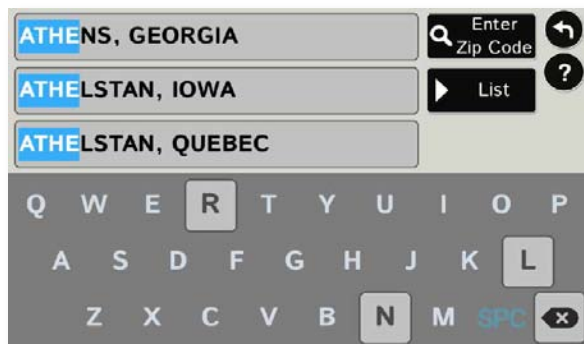 ATHENS, GEORGIA
Enter
Zip Code
?
ATHELSTAN, IOWA
List
ATHELSTAN, QUEBEC
Q W E R T Y U I O P
A S D F G H J K L
Z X C V B N M SPC